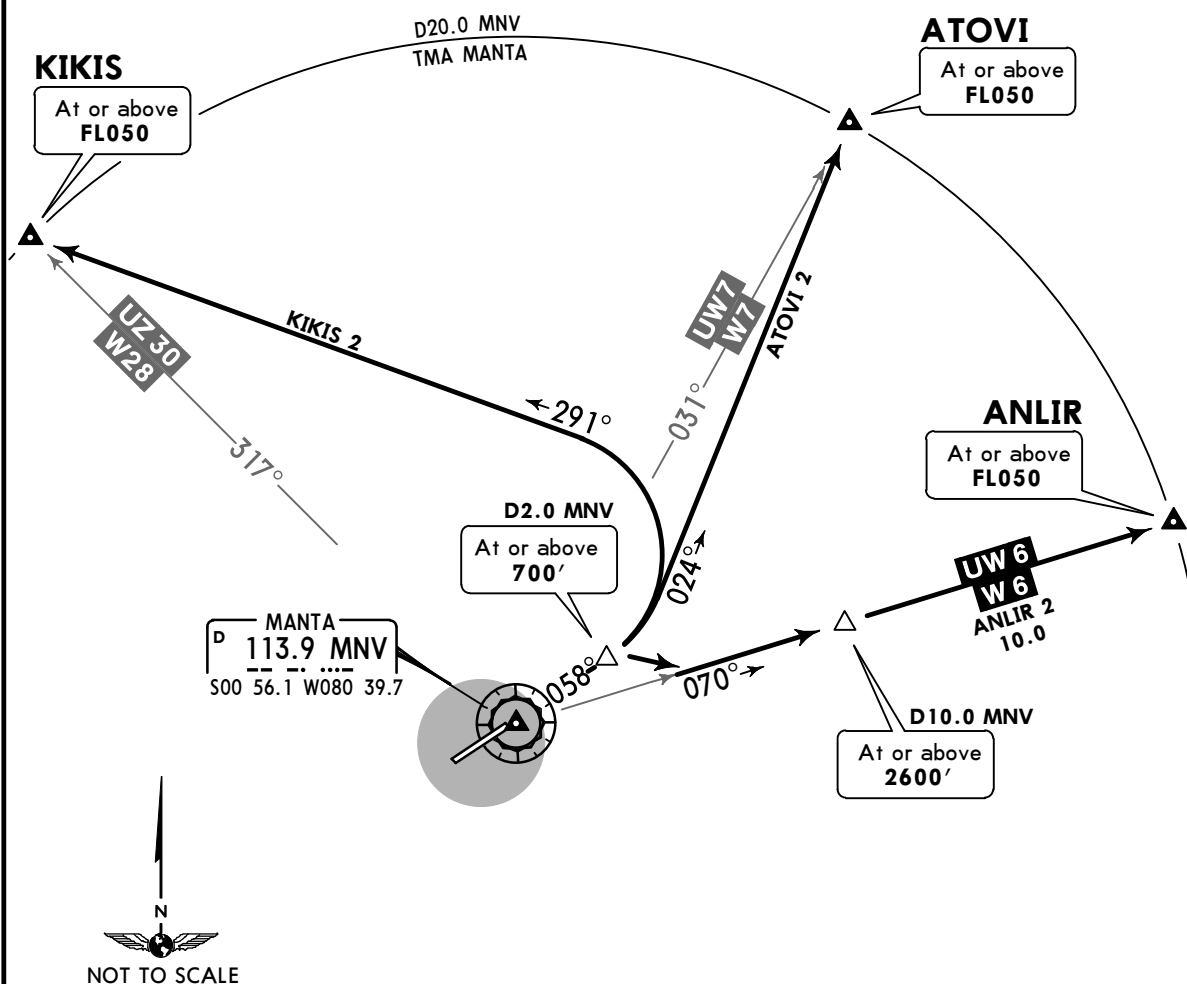 D20.0 MNV
TMA MANTA
KIKIS
At or above
FL050
ATOVI
At or above
FL050
UZ 30
W28
317°
KIKIS 2
291°
UW7
W7
031°
ATOVI 2
024°
ANLIR
At or above
FL050
D2.0 MNV
At or above
700′
UW 6
W 6
ANLIR 2
10.0
MANTA
D
113.9 MNV
S00 56.1 W080 39.7
058°
070°
D10.0 MNV
At or above
2600′
N
NOT TO SCALE